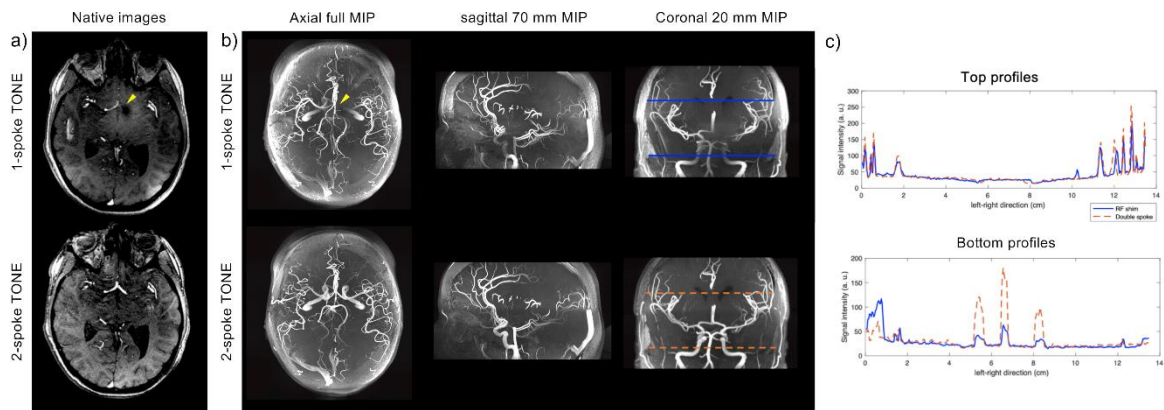 Native images
Axial full MIP
sagittal 70 mm MIP
Coronal 20 mm MIP
a)
b)
c)
1-spoke TONE
1-spoke TONE
2-spoke TONE
2-spoke TONE
Top profiles
Signal intensity (a. u.)
300
250
200
150
100
50
0
0 2 4 6 8 10 12 14
left-right direction (cm)
RF shim
Double spoke
Bottom profiles
Signal intensity (a. u.)
200
150
100
50
0
0 2 4 6 8 10 12 14
left-right direction (cm)